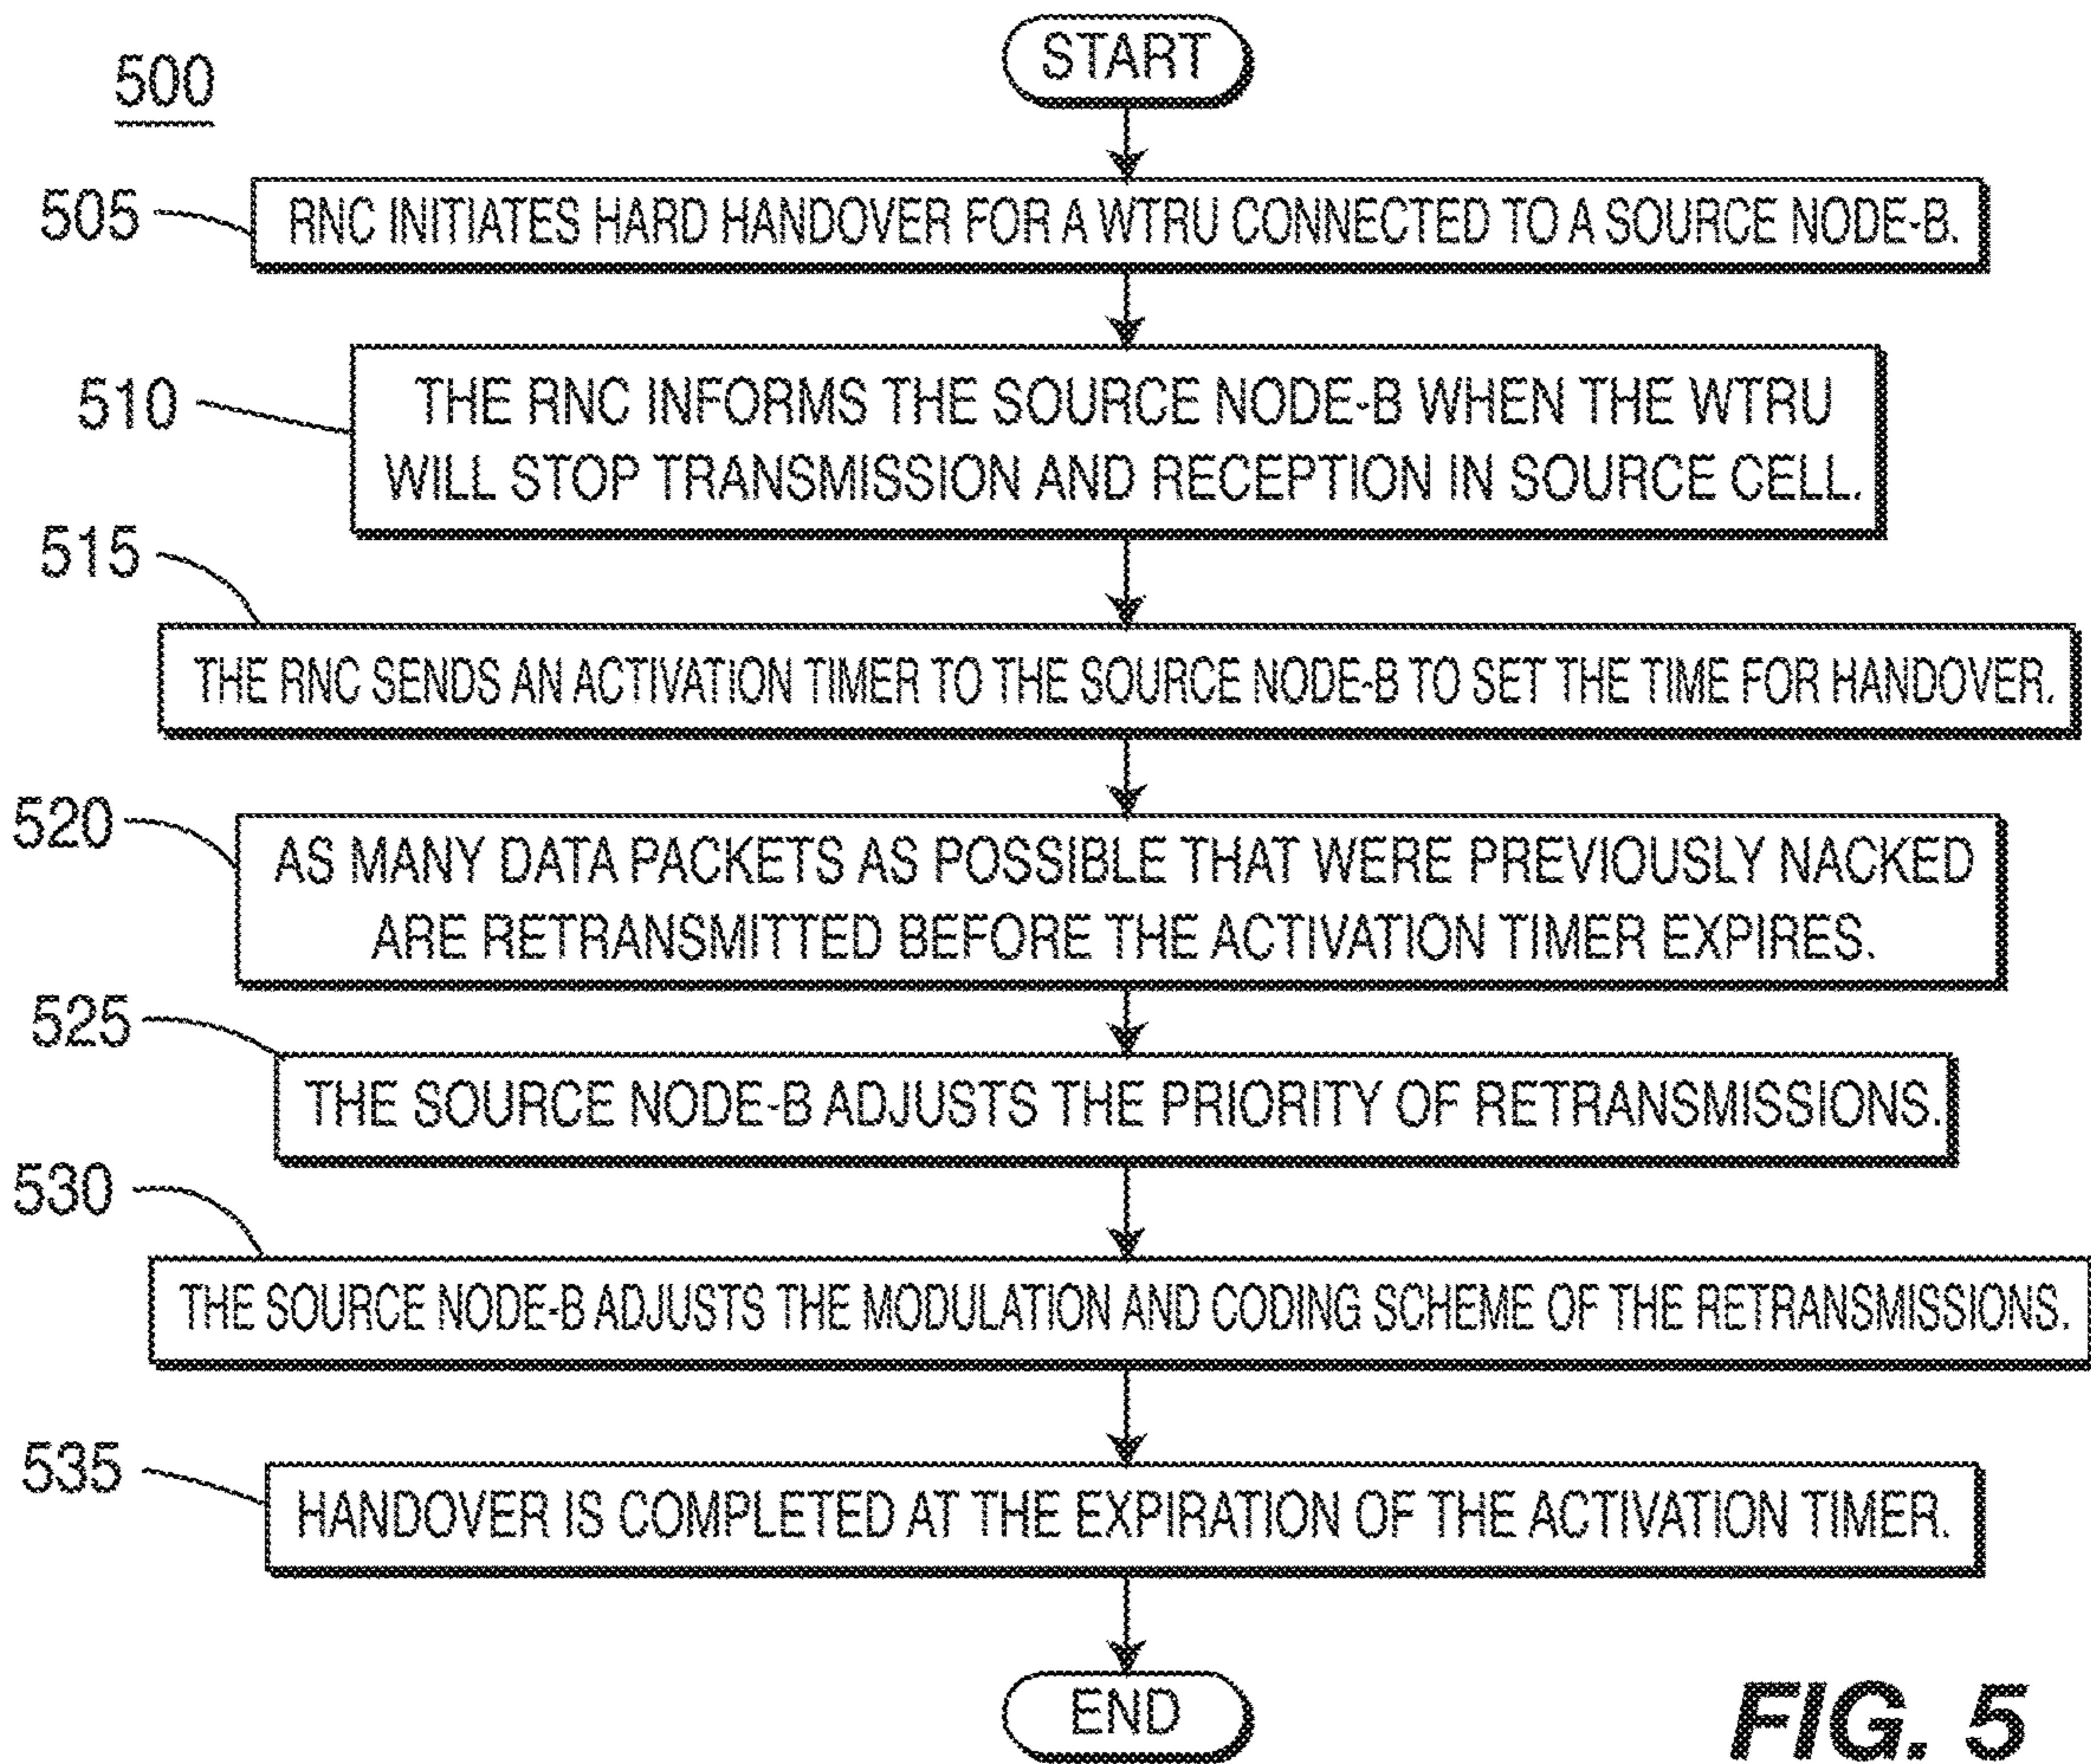 START
500
505
RNC INITIATES HARD HANDOVER FOR A WTRU CONNECTED TO A SOURCE NODE-B.
510
THE RNC INFORMS THE SOURCE NODE-B WHEN THE WTRU
WILL STOP TRANSMISSION AND RECEPTION IN SOURCE CELL.
515
THE RNC SENDS AN ACTIVATION TIMER TO THE SOURCE NODE-B TO SET THE TIME FOR HANDOVER.
520
AS MANY DATA PACKETS AS POSSIBLE THAT WERE PREVIOUSLY NACKED
ARE RETRANSMITTED BEFORE THE ACTIVATION TIMER EXPIRES.
525
THE SOURCE NODE-B ADJUSTS THE PRIORITY OF RETRANSMISSIONS.
530
THE SOURCE NODE-B ADJUSTS THE MODULATION AND CODING SCHEME OF THE RETRANSMISSIONS.
535
HANDOVER IS COMPLETED AT THE EXPIRATION OF THE ACTIVATION TIMER.
END
FIG. 5